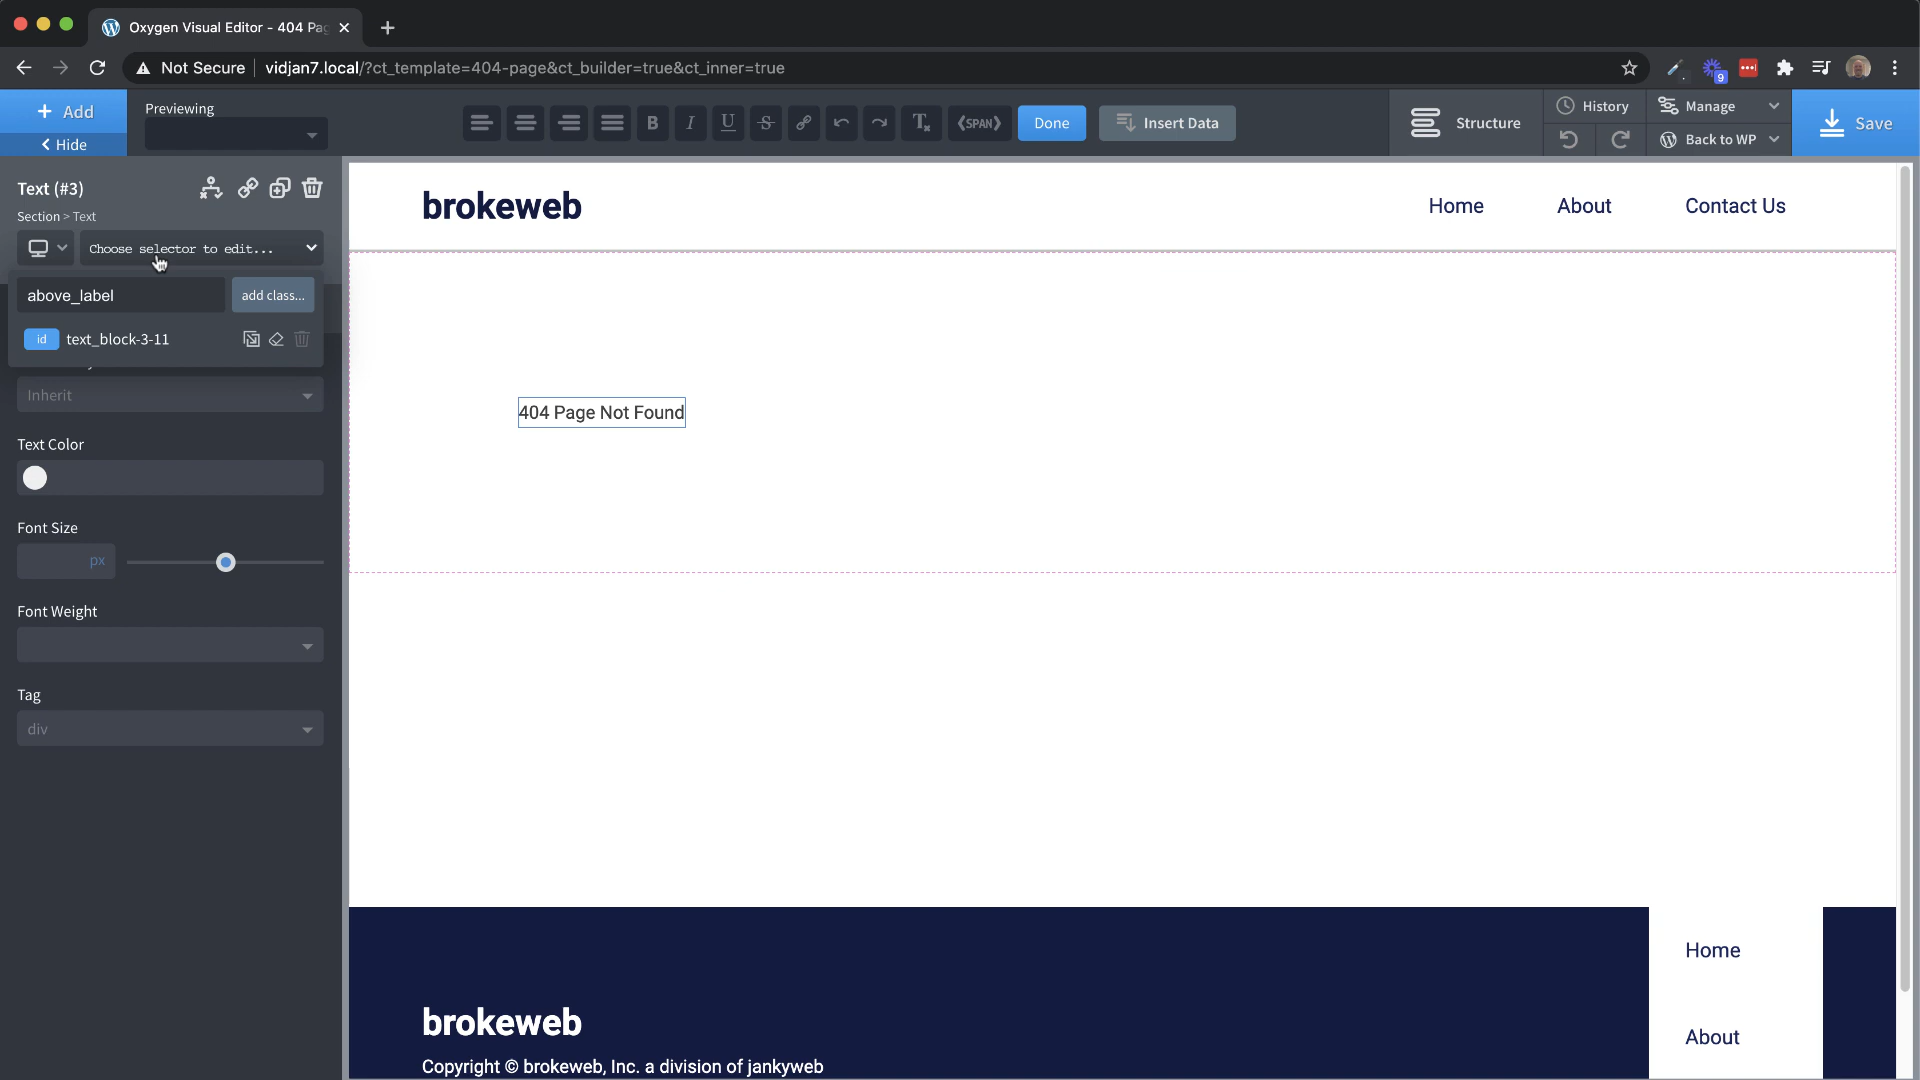 Oxygen Visual Editor - 404 Pag
Not Secure
vidjan7.local/?ct_template=404-page&ct_builder=true&ct_inner=true
9
Add
Hide
Previewing
B
I
U
S
Tx
<SPAN>
Done
Insert Data
Structure
History
Manage
Back to WP
Save
Text (#3)
Section > Text
Choose selector to edit...
above_label
add class...
id
text_block-3-11
Inherit
Text Color
Font Size
px
Font Weight
Tag
div
brokeweb
Home
About
Contact Us
404 Page Not Found
brokeweb
Copyright © brokeweb, Inc. a division of jankyweb
Home
About